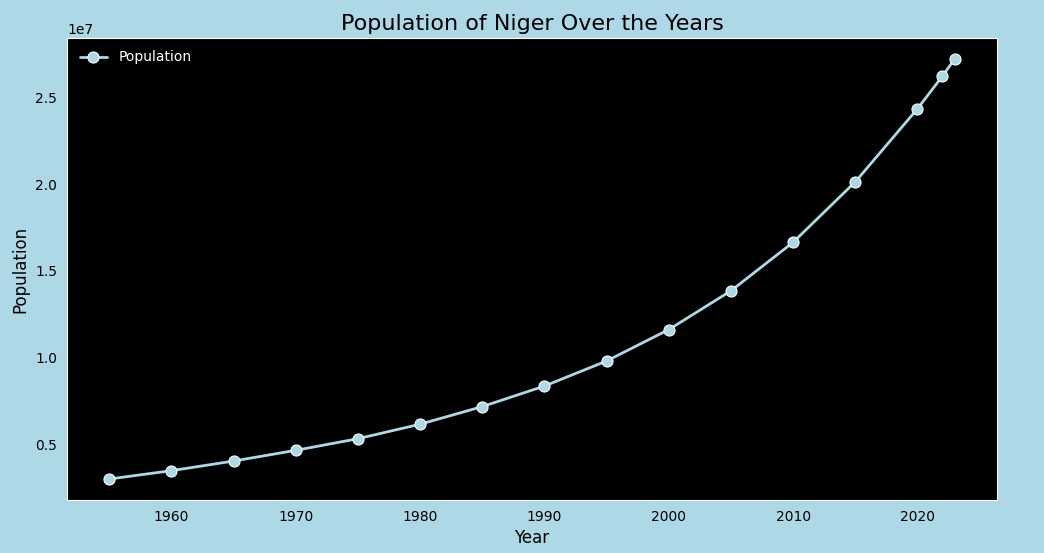 Population of Niger Over the Years
1e7
Population
2.5
2.0
1.5
1.0
0.5
Population
1960
1970
1980
1990
2000
2010
2020
Year